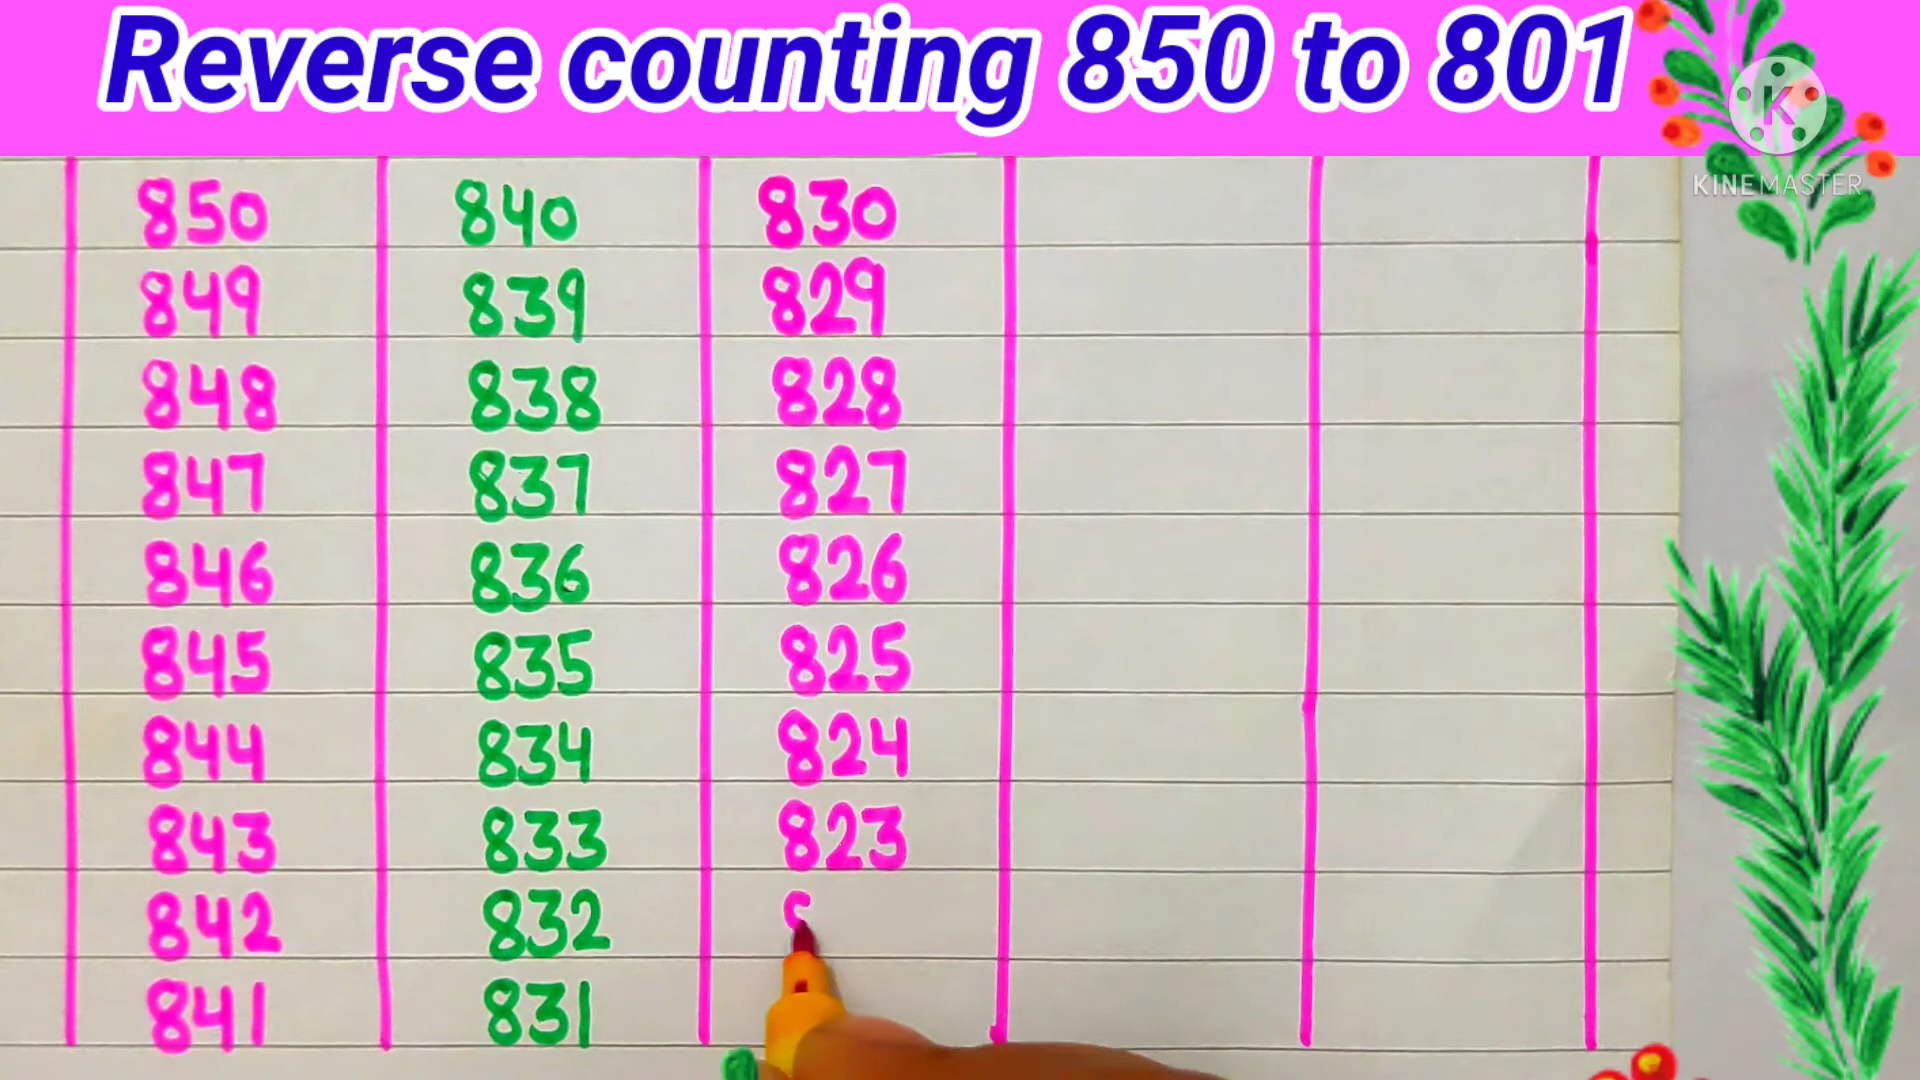 Reverse counting 850 to 801
KINEMASTER
850 840 830
849 839 829
848 838 828
847 837 827
846 836 826
845 835 825
844 834 824
843 833 823
842 832
841 831